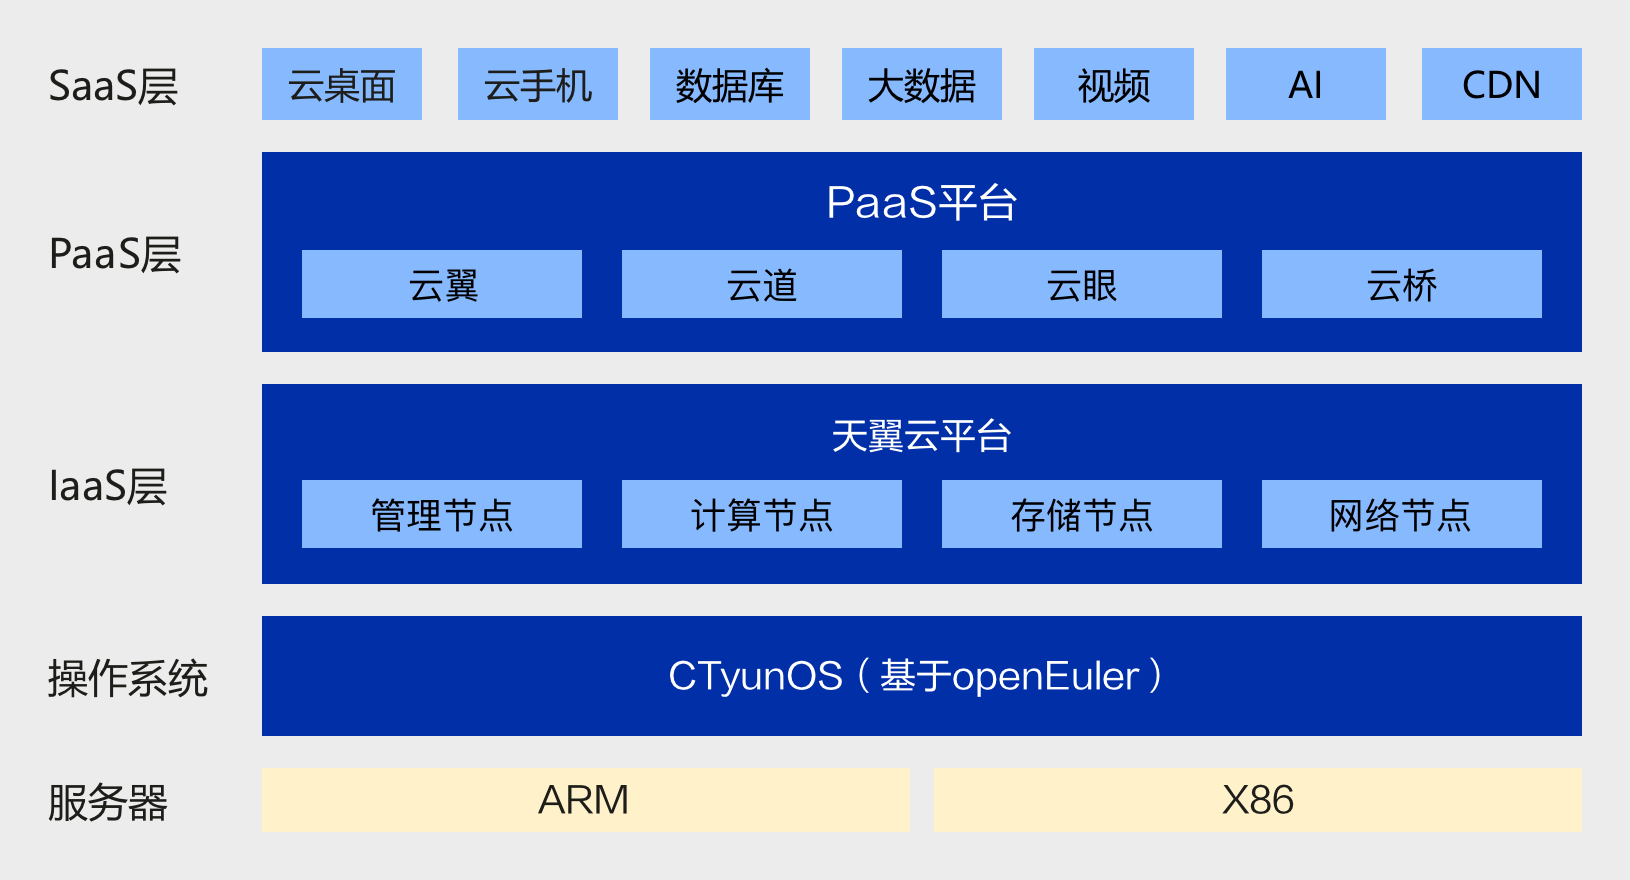 SaaS层
云桌面
云手机
数据库
大数据
视频
AI
CDN
PaaS层
PaaS平台
云翼
云道
云眼
云桥
IaaS层
天翼云平台
管理节点
计算节点
存储节点
网络节点
操作系统
CTyunOS（基于openEuler）
服务器
ARM
X86